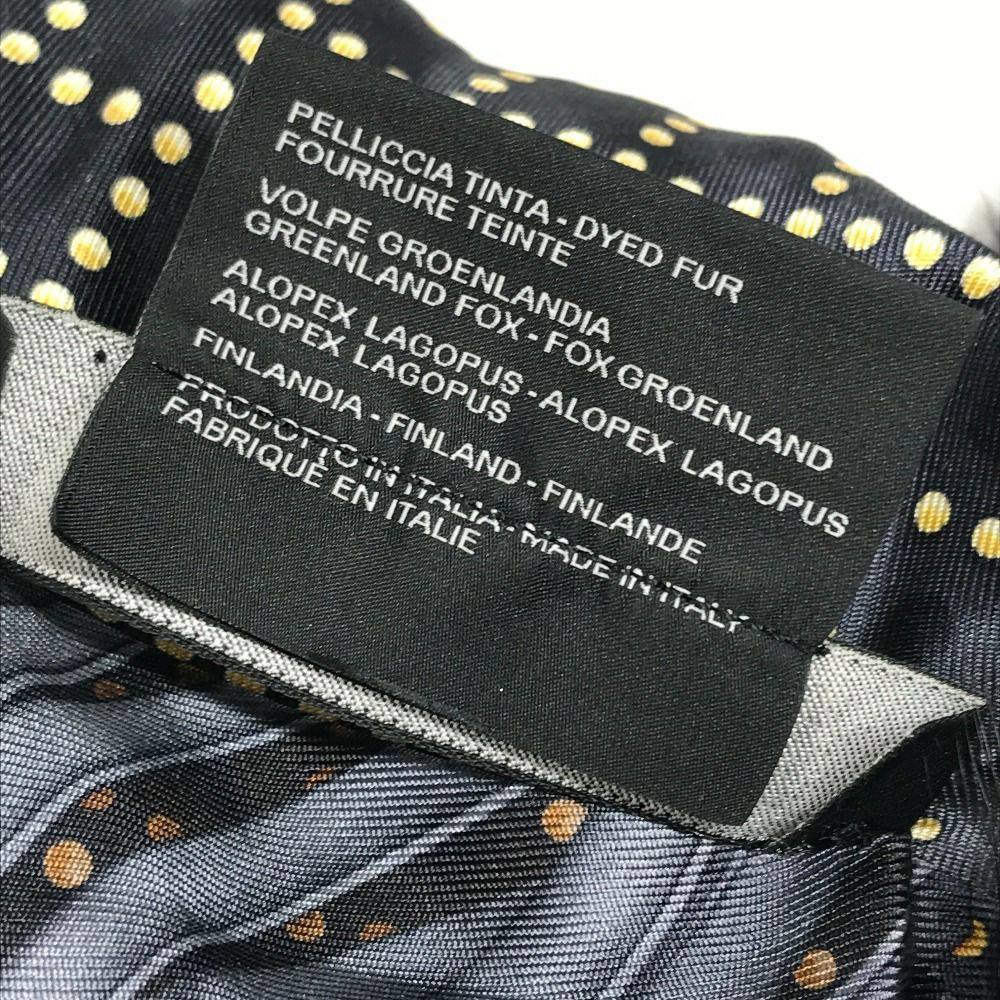 PELLICCIA TINTA - DYED FUR
FOURRURE TEINTE
VOLPE GROENLANDIA
GREENLAND FOX - FOX GROENLAND
ALOPEX LAGOPUS - ALOPEX LAGOPUS
ALOPEX LAGOPUS
FINLANDIA - FINLAND - FINLANDE
PRODOTTO IN ITALIA - MADE IN ITALY
FABRIQUE EN ITALIE